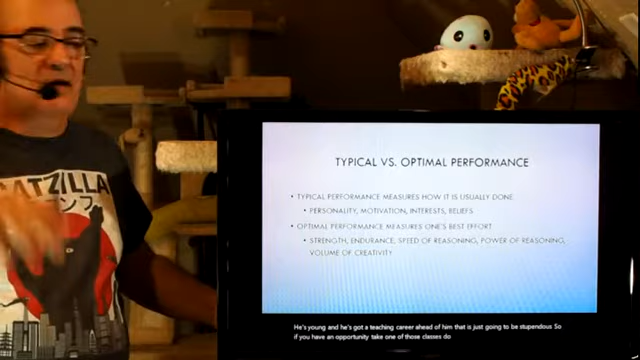 CATZILLA
TYPICAL VS. OPTIMAL PERFORMANCE
• TYPICAL PERFORMANCE MEASURES HOW IT IS USUALLY DONE
• PERSONALITY, MOTIVATION, INTERESTS, BELIEFS
• OPTIMAL PERFORMANCE MEASURES ONE'S BEST EFFORT
• STRENGTH, ENDURANCE, SPEED OF REASONING, POWER OF REASONING,
VOLUME OF CREATIVITY
He's young and he's got a teaching career ahead of him that is just going to be stupendous So
if you have an opportunity take one of those classes do